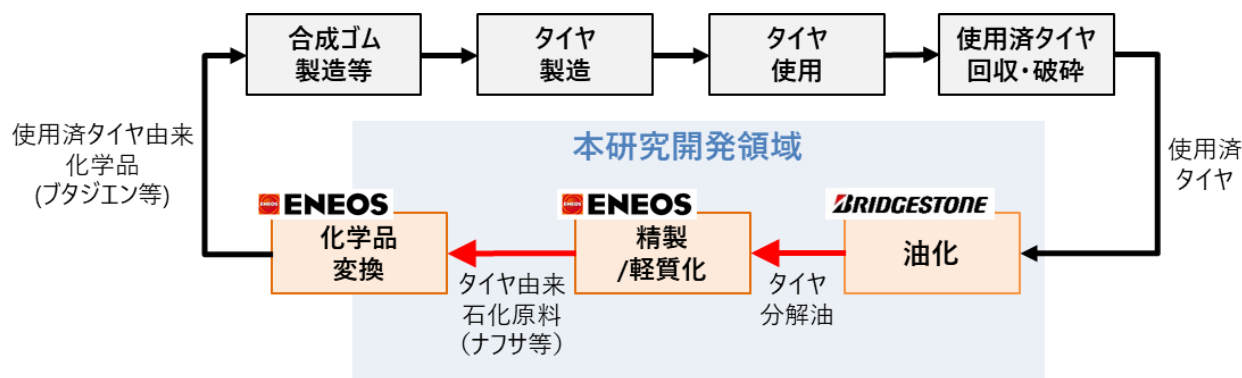 合成ゴム
製造等
タイヤ
製造
タイヤ
使用
使用済タイヤ
回収・破砕
使用済タイヤ由来
化学品
(ブタジエン等)
本研究開発領域
使用済
タイヤ
ENEOS
化学品
変換
ENEOS
精製
/軽質化
BRIDGESTONE
油化
タイヤ由来
石化原料
(ナフサ等)
タイヤ
分解油